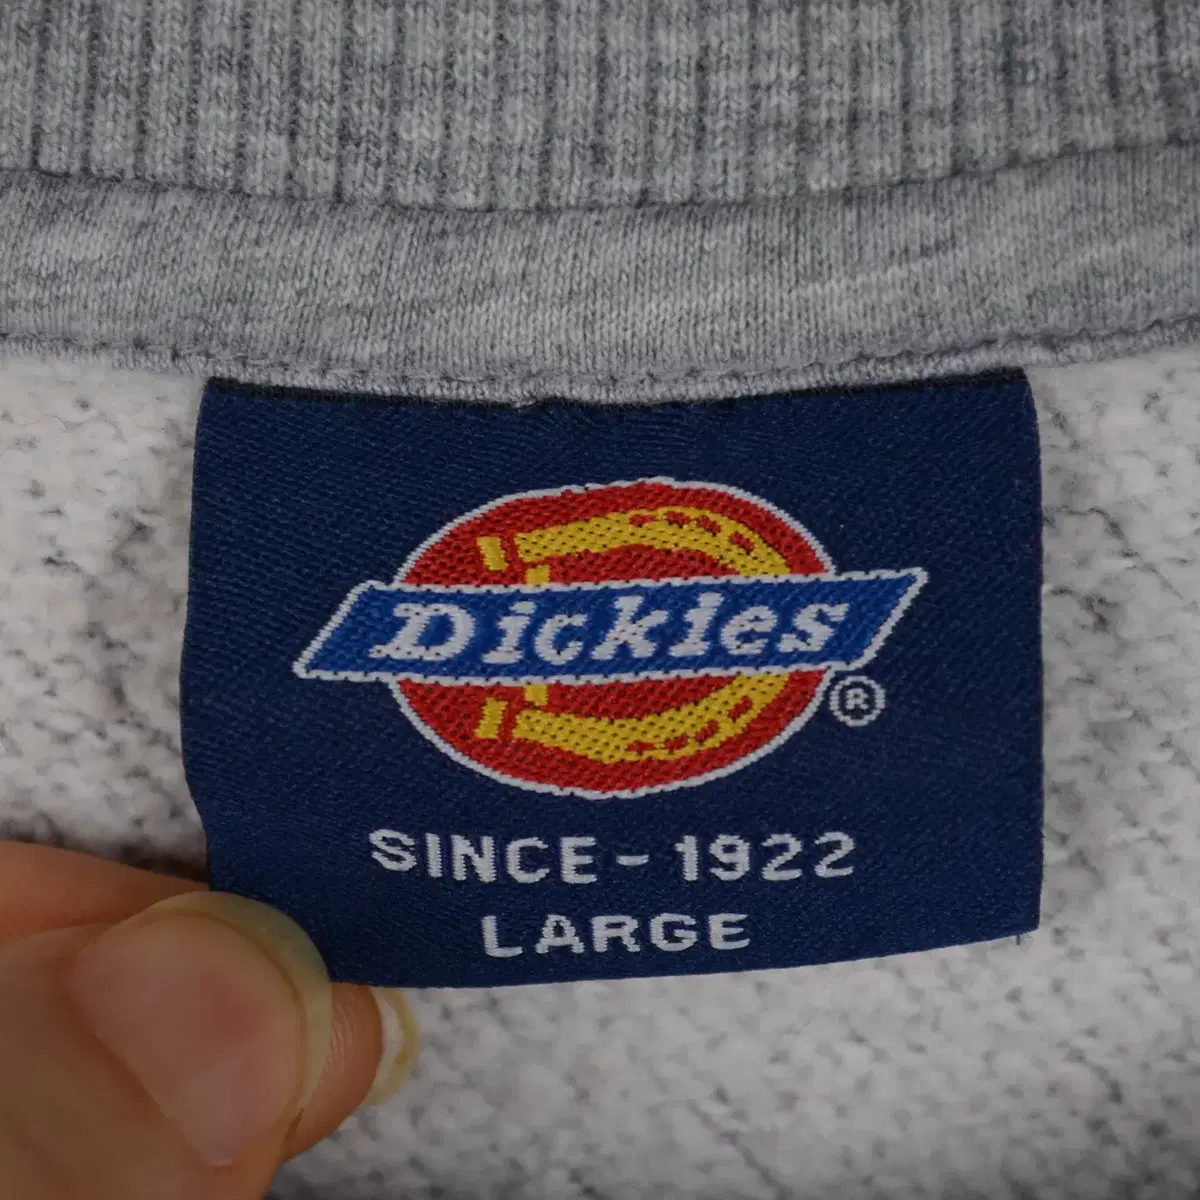 Dickies
®
SINCE - 1922
LARGE